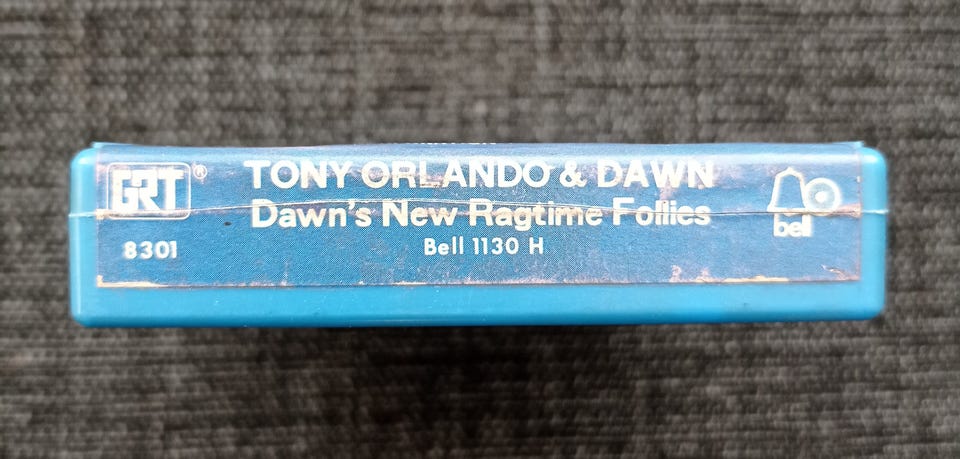 GRT®
TONY ORLANDO & DAWN
Dawn's New Ragtime Follies
Bell 1130 H
8301
bell